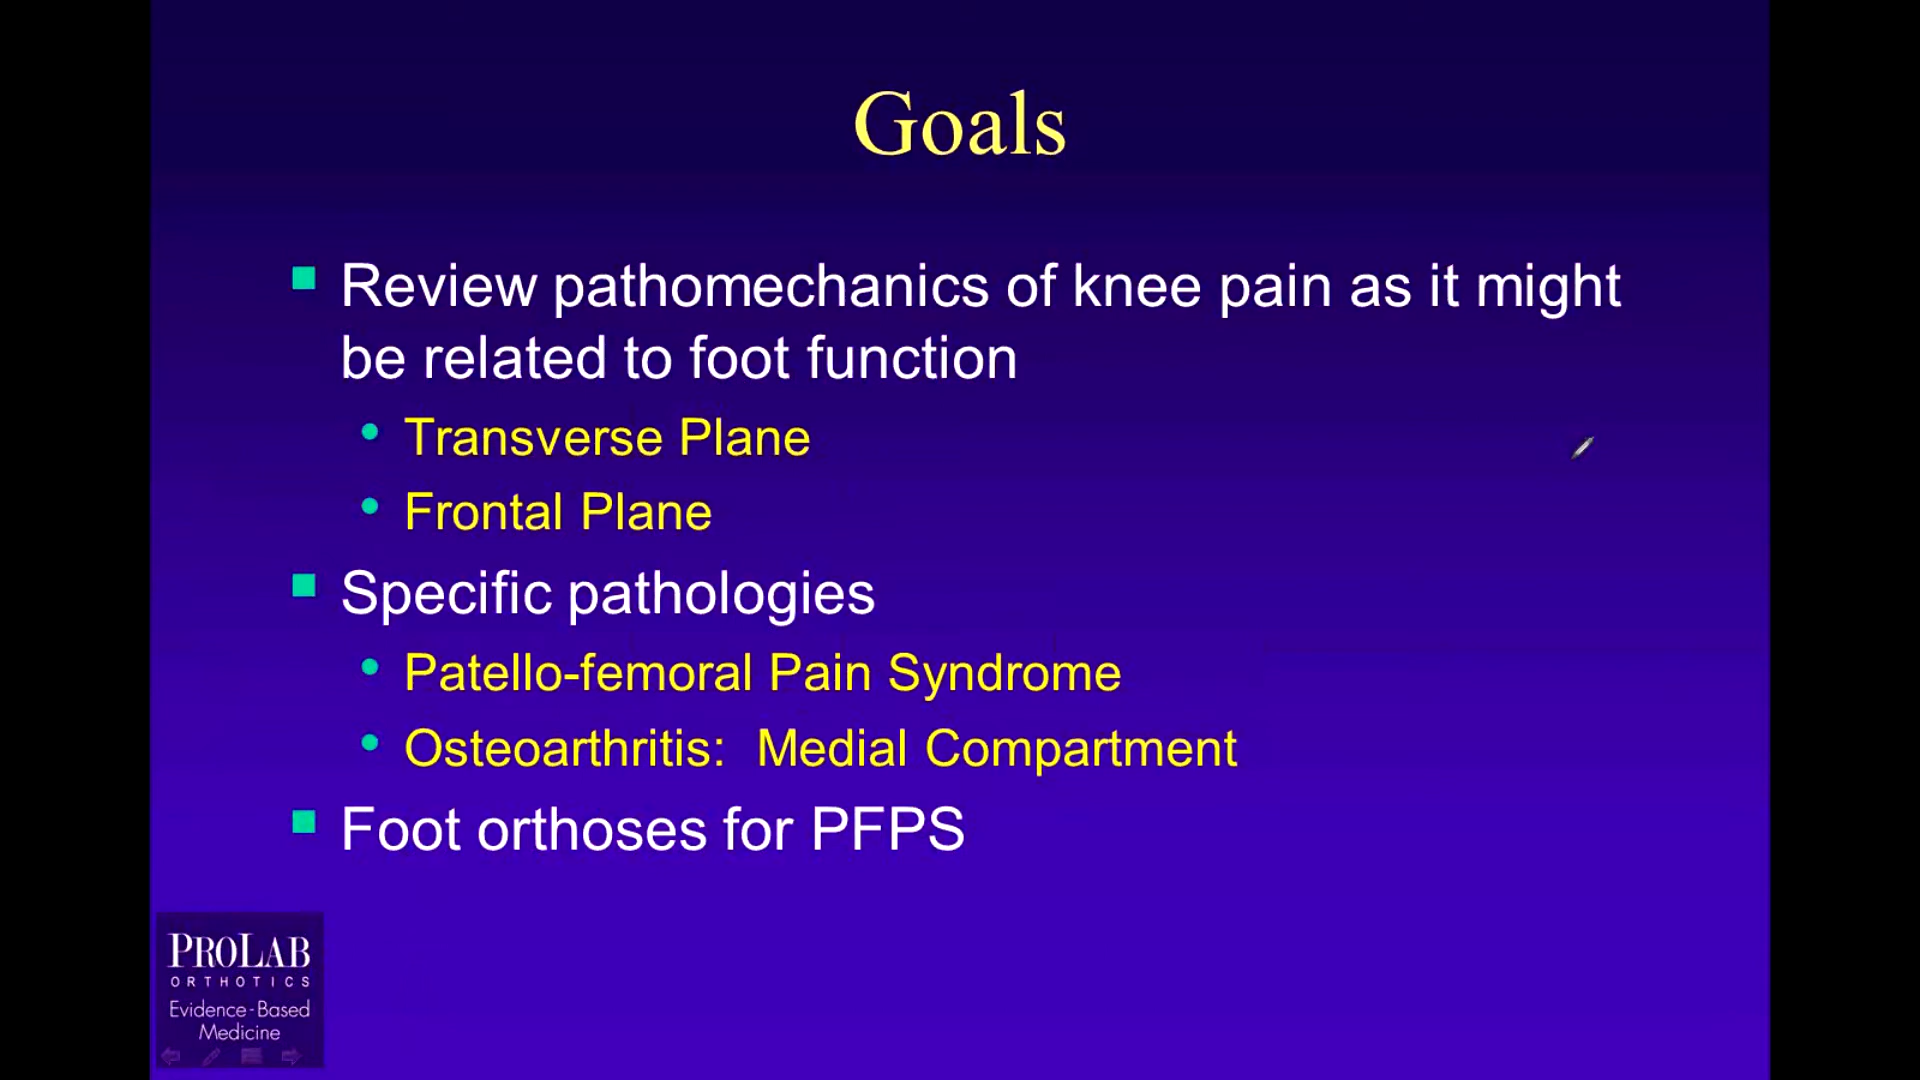 Goals
Review pathomechanics of knee pain as it might
be related to foot function
Transverse Plane
Frontal Plane
Specific pathologies
Patello-femoral Pain Syndrome
Osteoarthritis:  Medial Compartment
Foot orthoses for PFPS
PROLAB
ORTHOTICS
Evidence-Based
Medicine